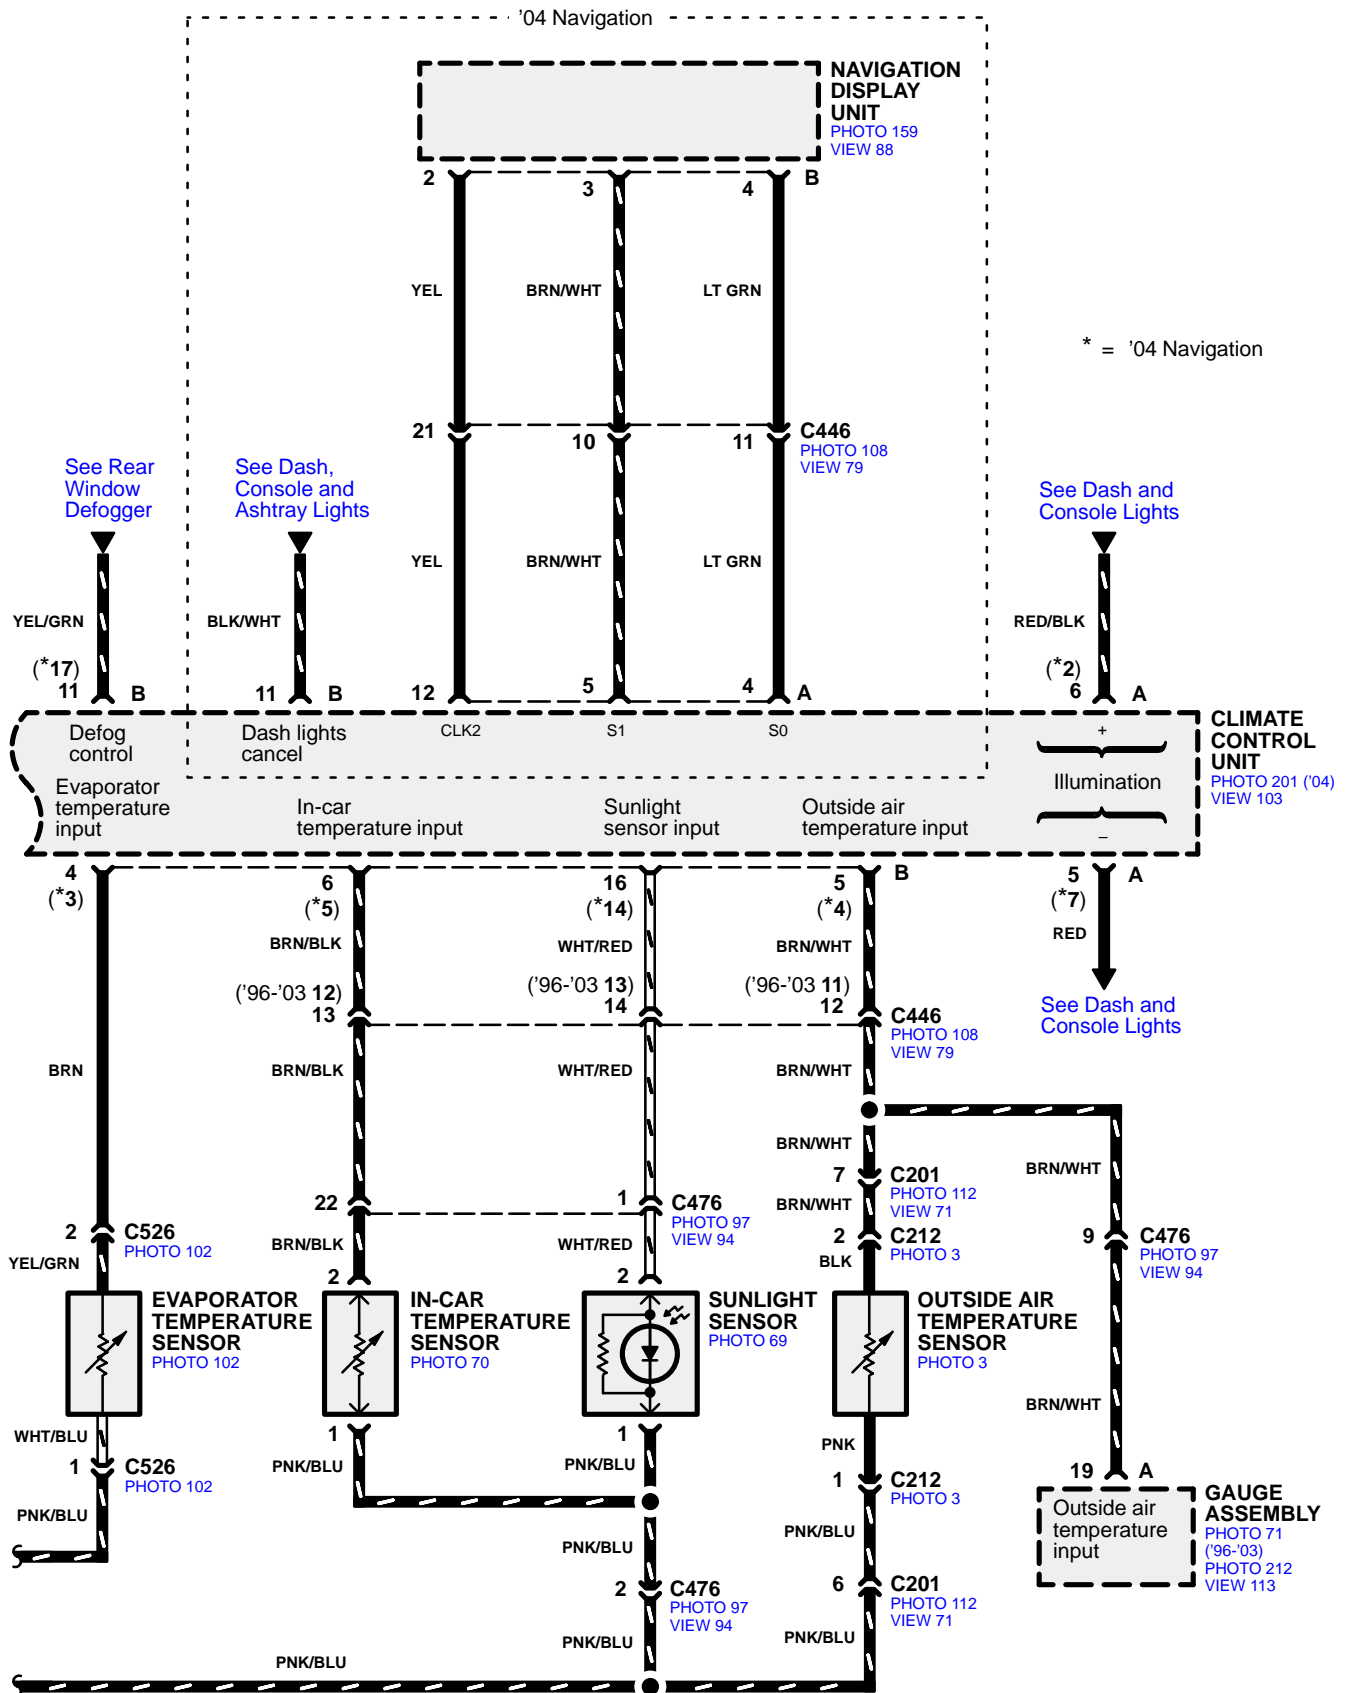 ’04 Navigation
NAVIGATION
DISPLAY
UNIT
PHOTO 159
VIEW 88
2
3
4
B
YEL
BRN/WHT
LT GRN
* = ’04 Navigation
21
10
11
C446
PHOTO 108
VIEW 79
See Rear
Window
Defogger
See Dash,
Console and
Ashtray Lights
See Dash and
Console Lights
YEL
BRN/WHT
LT GRN
YEL/GRN
BLK/WHT
RED/BLK
(*17)
11
B
11
B
12
5
4
A
(*2)
6
A
Defog
control
Dash lights
cancel
CLK2
S1
S0
+
Illumination
–
CLIMATE
CONTROL
UNIT
PHOTO 201 (’04)
VIEW 103
Evaporator
temperature
input
In-car
temperature input
Sunlight
sensor input
Outside air
temperature input
4
(*3)
6
(*5)
16
(*14)
5
(*4)
B
5
(*7)
A
BRN/BLK
WHT/RED
BRN/WHT
RED
(’96-’03 12)
13
(’96-’03 13)
14
(’96-’03 11)
12
C446
PHOTO 108
VIEW 79
See Dash and
Console Lights
BRN
BRN/BLK
WHT/RED
BRN/WHT
BRN/WHT
BRN/WHT
7
C201
PHOTO 112
VIEW 71
22
1
C476
PHOTO 97
VIEW 94
BRN/WHT
2
C526
PHOTO 102
2
C212
PHOTO 3
9
C476
PHOTO 97
VIEW 94
YEL/GRN
BRN/BLK
WHT/RED
BLK
2
2
EVAPORATOR
TEMPERATURE
SENSOR
PHOTO 102
IN-CAR
TEMPERATURE
SENSOR
PHOTO 70
SUNLIGHT
SENSOR
PHOTO 69
OUTSIDE AIR
TEMPERATURE
SENSOR
PHOTO 3
BRN/WHT
WHT/BLU
1
1
PNK
1
C526
PHOTO 102
PNK/BLU
PNK/BLU
1
C212
PHOTO 3
19
A
PNK/BLU
PNK/BLU
Outside air
temperature
input
GAUGE
ASSEMBLY
PHOTO 71
(’96-’03)
PHOTO 212
VIEW 113
PNK/BLU
2
C476
PHOTO 97
VIEW 94
6
C201
PHOTO 112
VIEW 71
PNK/BLU
PNK/BLU
PNK/BLU